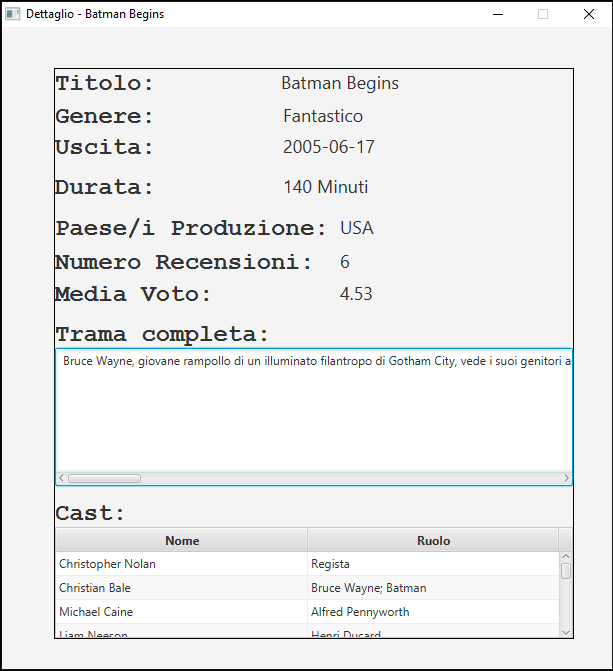 Dettaglio - Batman Begins
Titolo: Batman Begins
Genere: Fantastico
Uscita: 2005-06-17
Durata: 140 Minuti
Paese/i Produzione: USA
Numero Recensioni: 6
Media Voto: 4.53
Trama completa:
Bruce Wayne, giovane rampollo di un illuminato filantropo di Gotham City, vede i suoi genitori a
Cast:
Nome Ruolo
Christopher Nolan Regista
Christian Bale Bruce Wayne; Batman
Michael Caine Alfred Pennyworth
Liam Neeson Henri Ducard